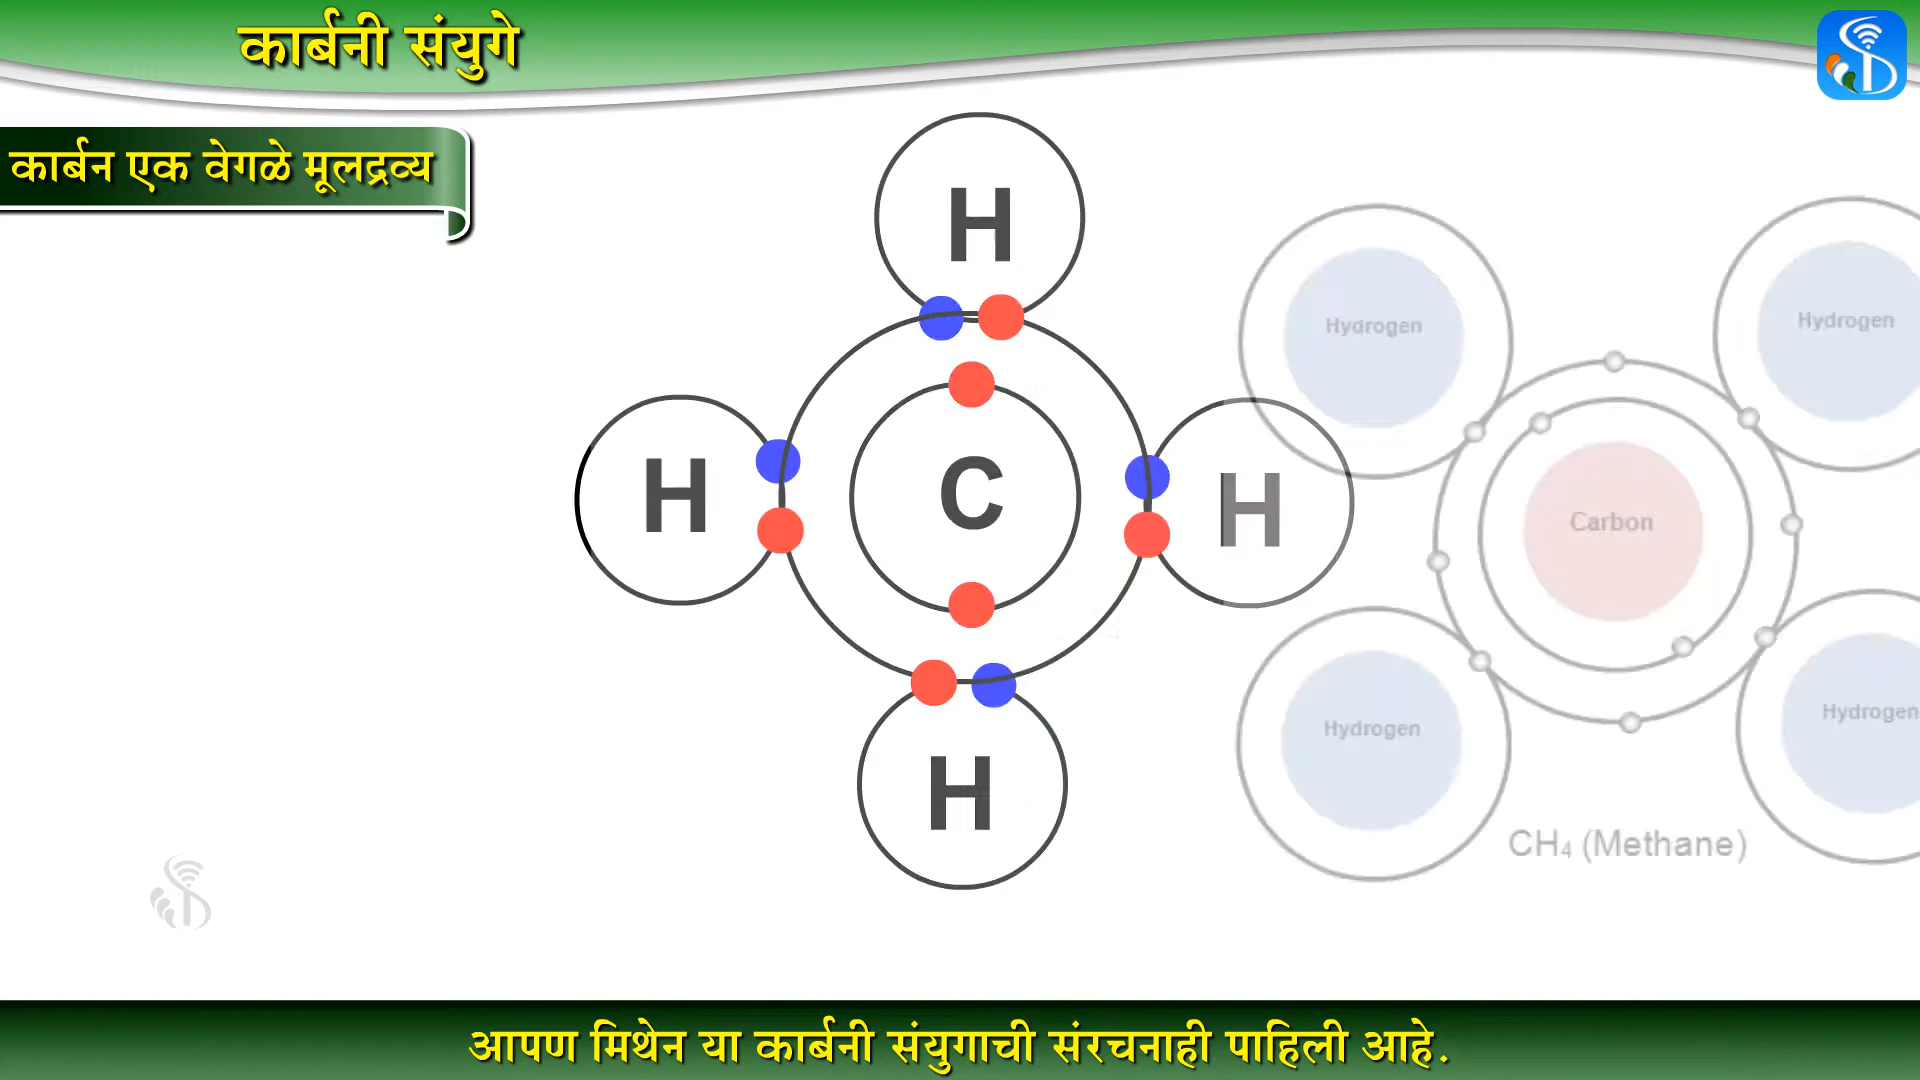 कार्बनी संयुगे
कार्बन एक वेगळे मूलद्रव्य
H
H
C
H
H
Hydrogen
Hydrogen
Carbon
Hydrogen
Hydrogen
CH₄ (Methane)
आपण मिथेन या कार्बनी संयुगाची संरचनाही पाहिली आहे.